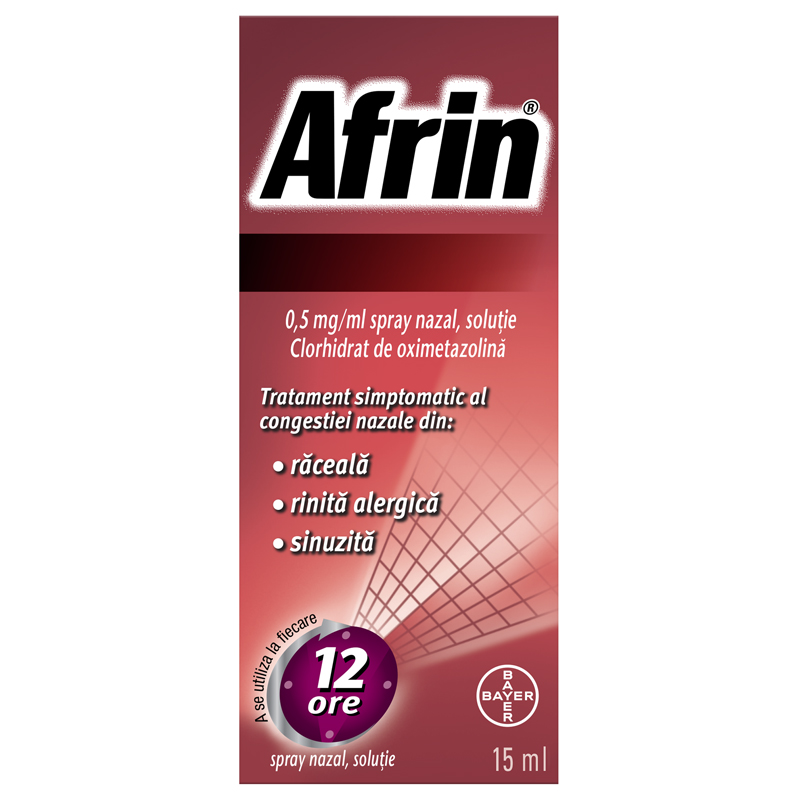 Afrin®
0,5 mg/ml spray nazal, soluție
Clorhidrat de oximetazolină
Tratament simptomatic al
congestiei nazale din:
• răceală
• rinită alergică
• sinuzită
A se utiliza la fiecare
12
ore
spray nazal, soluție
BAYER
BAYER
15 ml